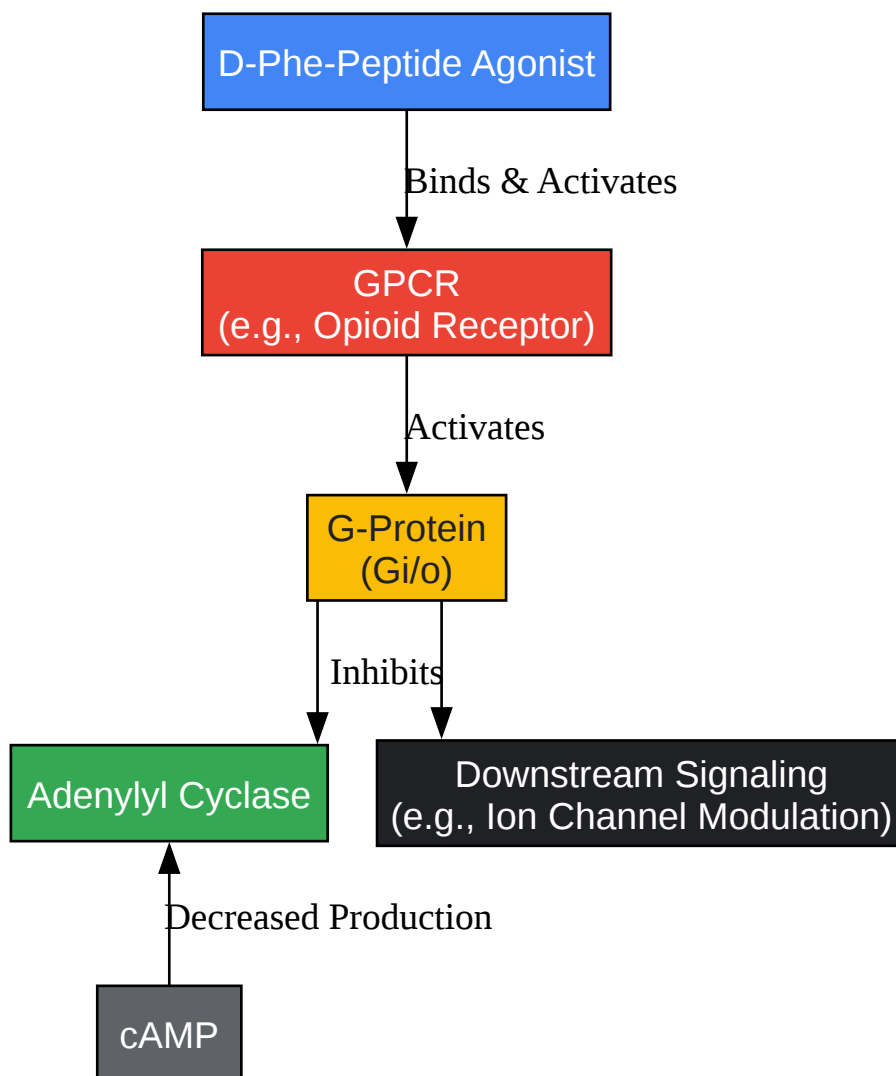 D-Phe-Peptide Agonist
Binds & Activates
GPCR
(e.g., Opioid Receptor)
Activates
G-Protein
(Gi/o)
Inhibits
Adenylyl Cyclase
Downstream Signaling
(e.g., Ion Channel Modulation)
Decreased Production
cAMP